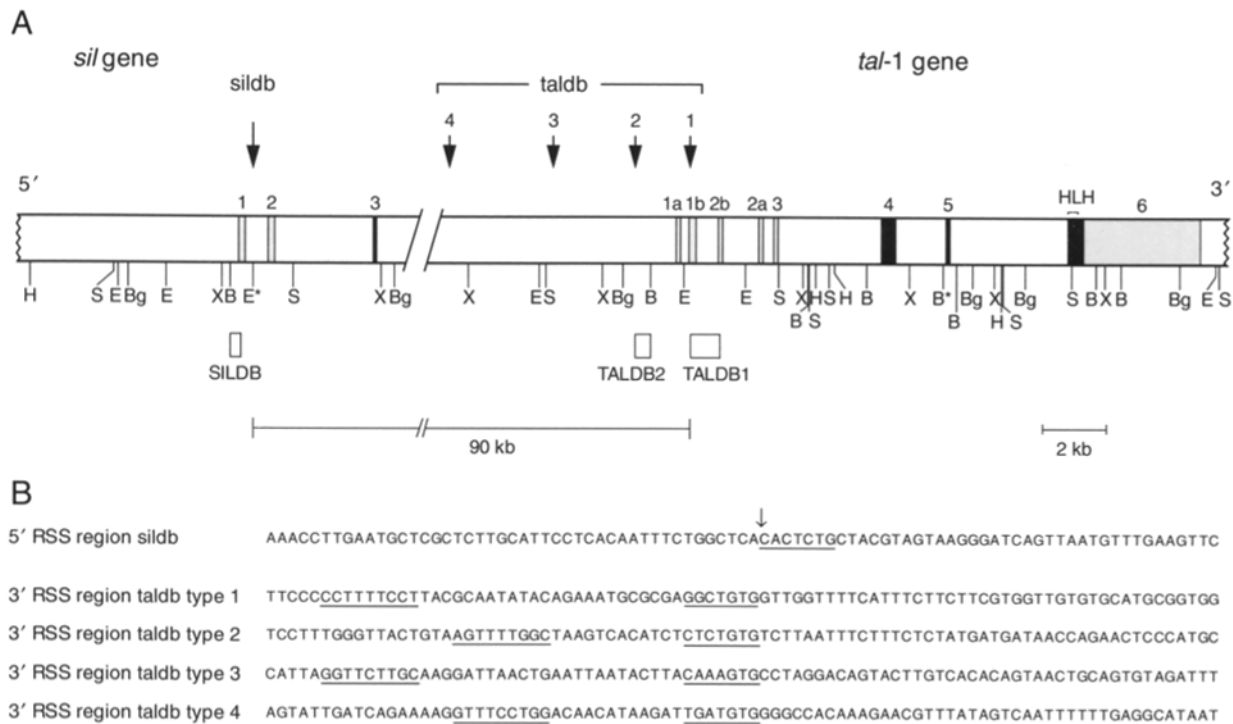 A
sil gene
tal-1 gene
sildb
taldb
4 3 2 1
5′ 3′
1 2 3 1a 1b 2b 2a 3 4 5 HLH 6
H S E Bg E X B E* S X Bg X E S X Bg B E E S X H S H B X B* Bg X Bg S B X B Bg E S
B S B H S
SILDB TALDB2 TALDB1
90 kb 2 kb
B
5′ RSS region sildb AAACCTTGAATGCTCGCTCTTGCATTCCTCACAATTTCTGGCTCACACTCTGCTACGTAGTAAGGGATCAGTTAATGTTTGAAGTTC
3′ RSS region taldb type 1 TTCCCCCTTTTCCTTACGCAATATACAGAAATGCGCGAGGCTGTGGTTGGTTTTCATTTCTTCTTCGTGGTTGTGTGCATGCGGTGG
3′ RSS region taldb type 2 TCCTTTGGGTTACTGTAAGTTTTGGCTAAGTCACATCTCTCTGTGTCTTAATTTCTTTCTCTATGATGATAACCAGAACTCCCATGC
3′ RSS region taldb type 3 CATTAGGTTCTTGCAAGGATTAACTGAATTAATACTTACAAAGTGCCTAGGACAGTACTTGTCACACAGTAACTGCAGTGTAGATTT
3′ RSS region taldb type 4 AGTATTGATCAGAAAAGGTTTCCTGGACAACATAAGATTGATGTGGGGCCACAAAGAACGTTTATAGTCAATTTTTTGAGGCATAAT